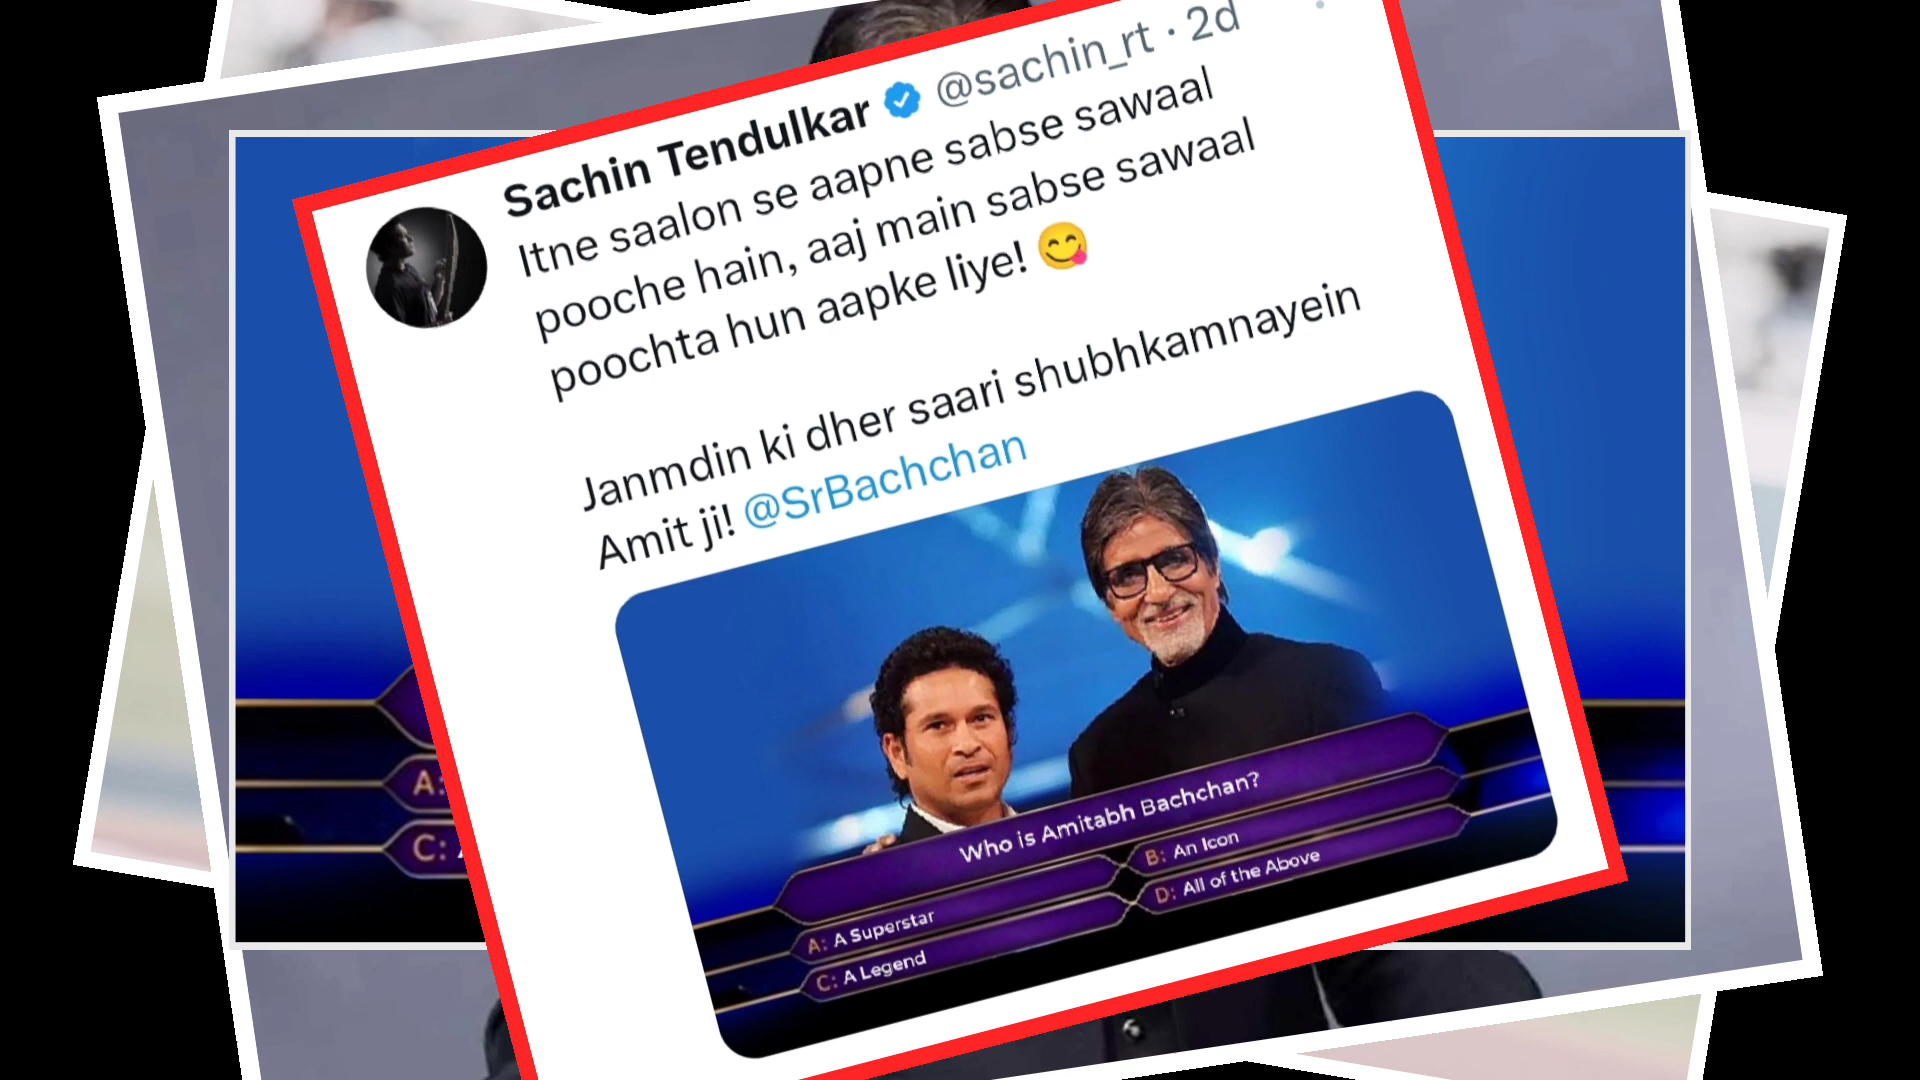 Sachin Tendulkar @sachin_rt · 2d
Itne saalon se aapne sabse sawaal
pooche hain, aaj main sabse sawaal
poochta hun aapke liye! 😋
Janmdin ki dher saari shubhkamnayein
Amit ji! @SrBachchan
Who is Amitabh Bachchan?
A: A Superstar
B: An Icon
C: A Legend
D: All of the Above
A:
C: